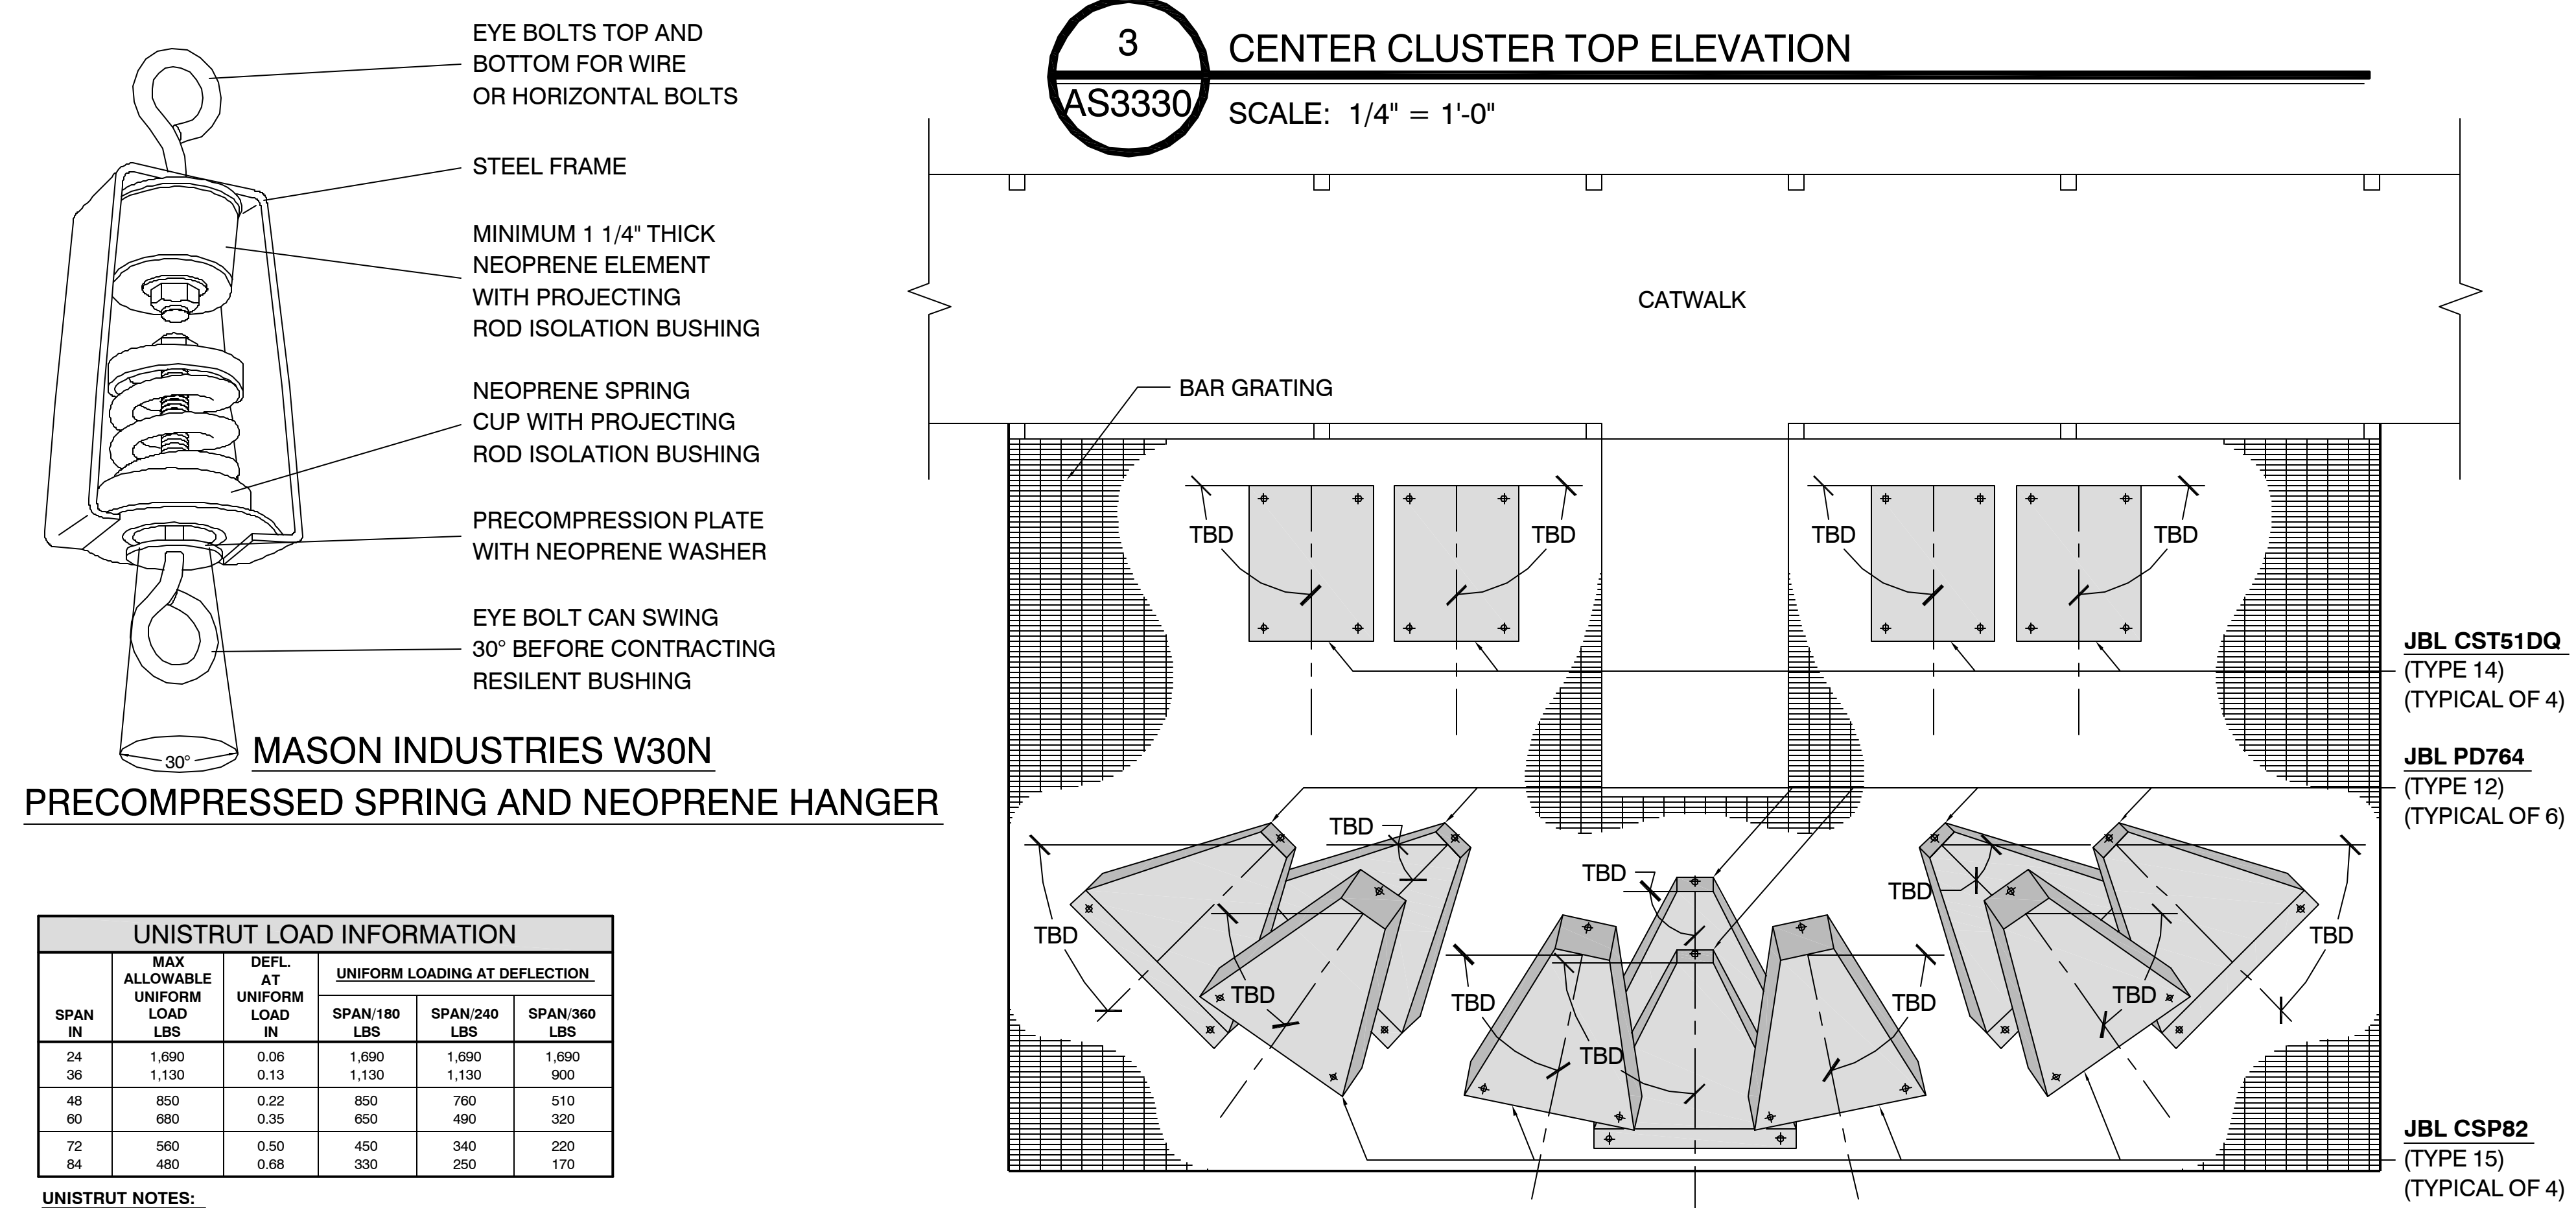 EYE BOLTS TOP AND
BOTTOM FOR WIRE
OR HORIZONTAL BOLTS
STEEL FRAME
MINIMUM 1 1/4" THICK
NEOPRENE ELEMENT
WITH PROJECTING
ROD ISOLATION BUSHING
NEOPRENE SPRING
CUP WITH PROJECTING
ROD ISOLATION BUSHING
PRECOMPRESSION PLATE
WITH NEOPRENE WASHER
EYE BOLT CAN SWING
30° BEFORE CONTRACTING
RESILENT BUSHING
30°
MASON INDUSTRIES W30N
PRECOMPRESSED SPRING AND NEOPRENE HANGER
UNISTRUT LOAD INFORMATION
SPAN IN
MAX ALLOWABLE UNIFORM LOAD LBS
DEFL. AT UNIFORM LOAD IN
UNIFORM LOADING AT DEFLECTION
SPAN/180 LBS
SPAN/240 LBS
SPAN/360 LBS
24 1,690 0.06 1,690 1,690 1,690
36 1,130 0.13 1,130 1,130 900
48 850 0.22 850 760 510
60 680 0.35 650 490 320
72 560 0.50 450 340 220
84 480 0.68 330 250 170
UNISTRUT NOTES:
3
AS3330
CENTER CLUSTER TOP ELEVATION
SCALE: 1/4" = 1'-0"
CATWALK
BAR GRATING
TBD
TBD
TBD
TBD
JBL CST51DQ
(TYPE 14)
(TYPICAL OF 4)
JBL PD764
(TYPE 12)
(TYPICAL OF 6)
TBD
TBD
TBD
TBD
TBD
TBD
TBD
TBD
TBD
TBD
JBL CSP82
(TYPE 15)
(TYPICAL OF 4)